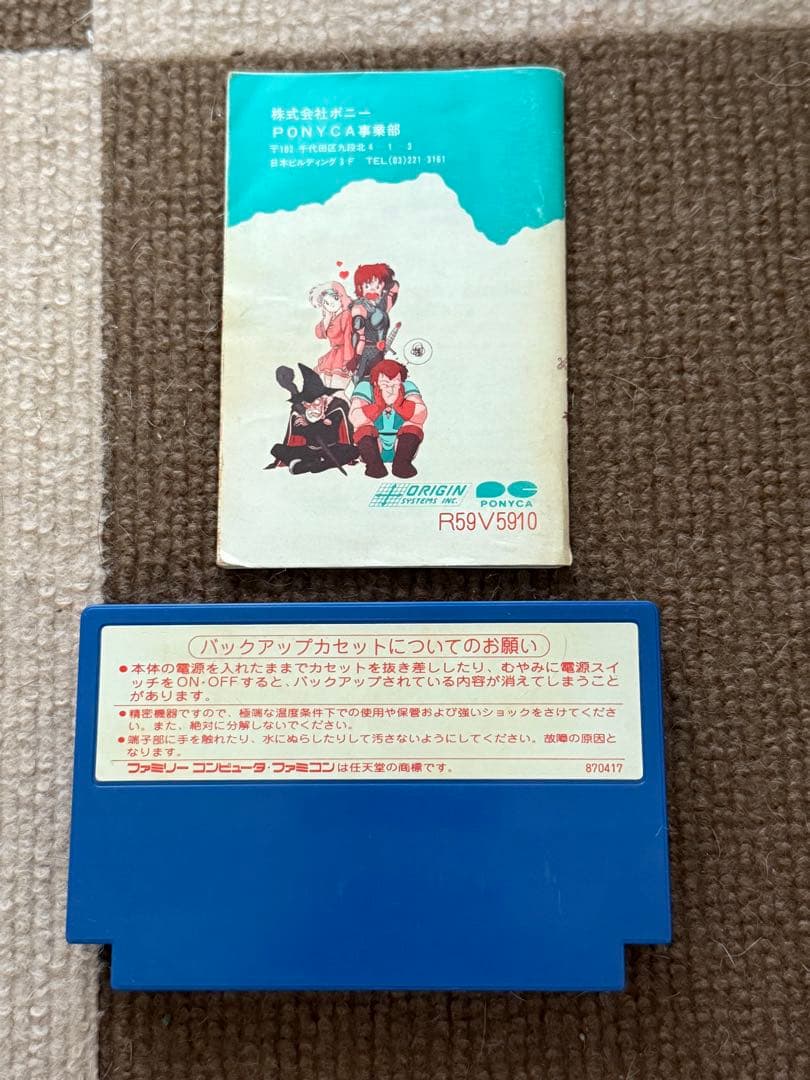 株式会社ポニー
PONYCA事業部
〒102 千代田区九段北4 1 3
日本ビルディング3F TEL(03)221 3161
ORIGIN
SYSTEMS INC.
PC
PONYCA
R59V5910
バックアップカセットについてのお願い
●本体の電源を入れたままでカセットを抜き差ししたり、むやみに電源スイ
ッチをON・OFFすると、バックアップされている内容が消えてしまうこと
があります。
●精密機器ですので、極端な温度条件下での使用や保管および強いショックをさけてくださ
い。また、絶対に分解しないでください。
●端子部に手を触れたり、水にぬらしたりして汚さないようにしてください。故障の原因と
なります。
ファミリーコンピュータ・ファミコンは任天堂の商標です。 870417